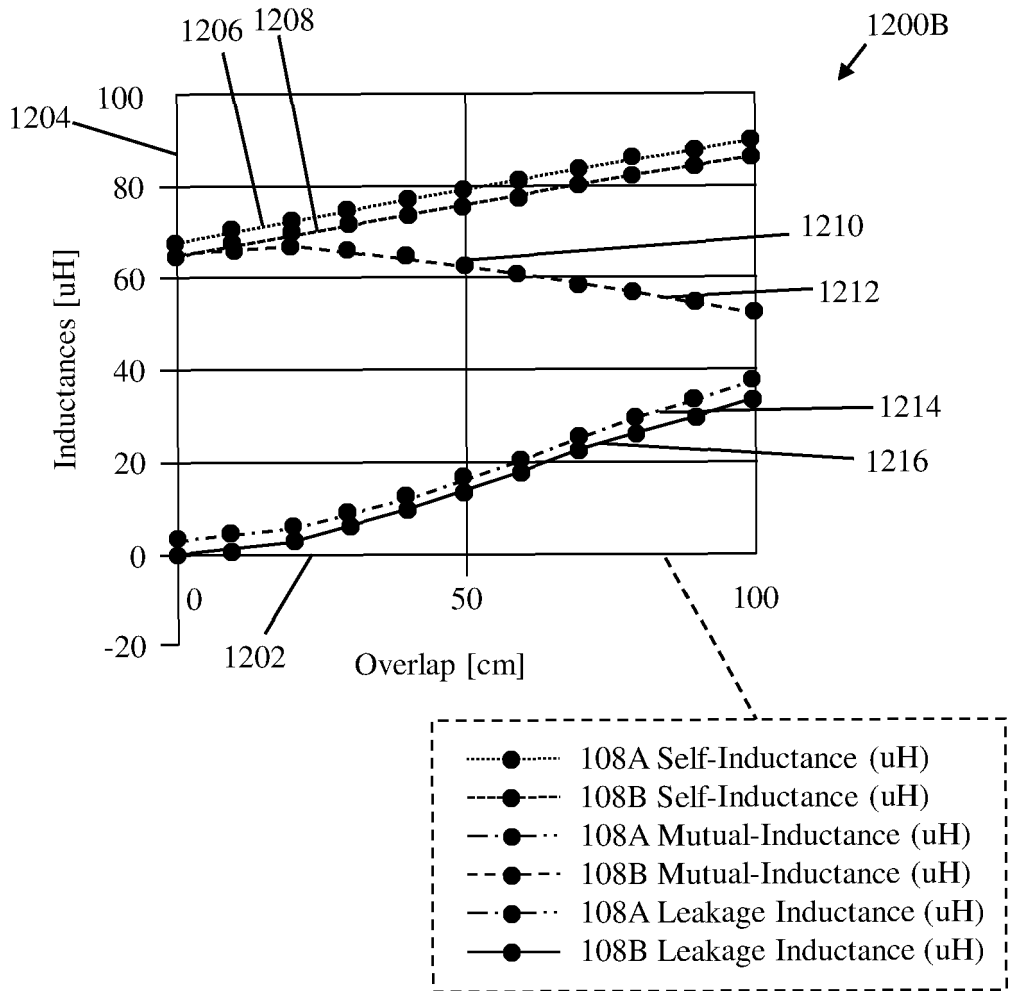 1206 1208
1200B
1204
100
80
60
40
20
0
-20
Inductances [uH]
1210
1212
1214
1216
0 50 100
1202
Overlap [cm]
108A Self-Inductance (uH)
108B Self-Inductance (uH)
108A Mutual-Inductance (uH)
108B Mutual-Inductance (uH)
108A Leakage Inductance (uH)
108B Leakage Inductance (uH)